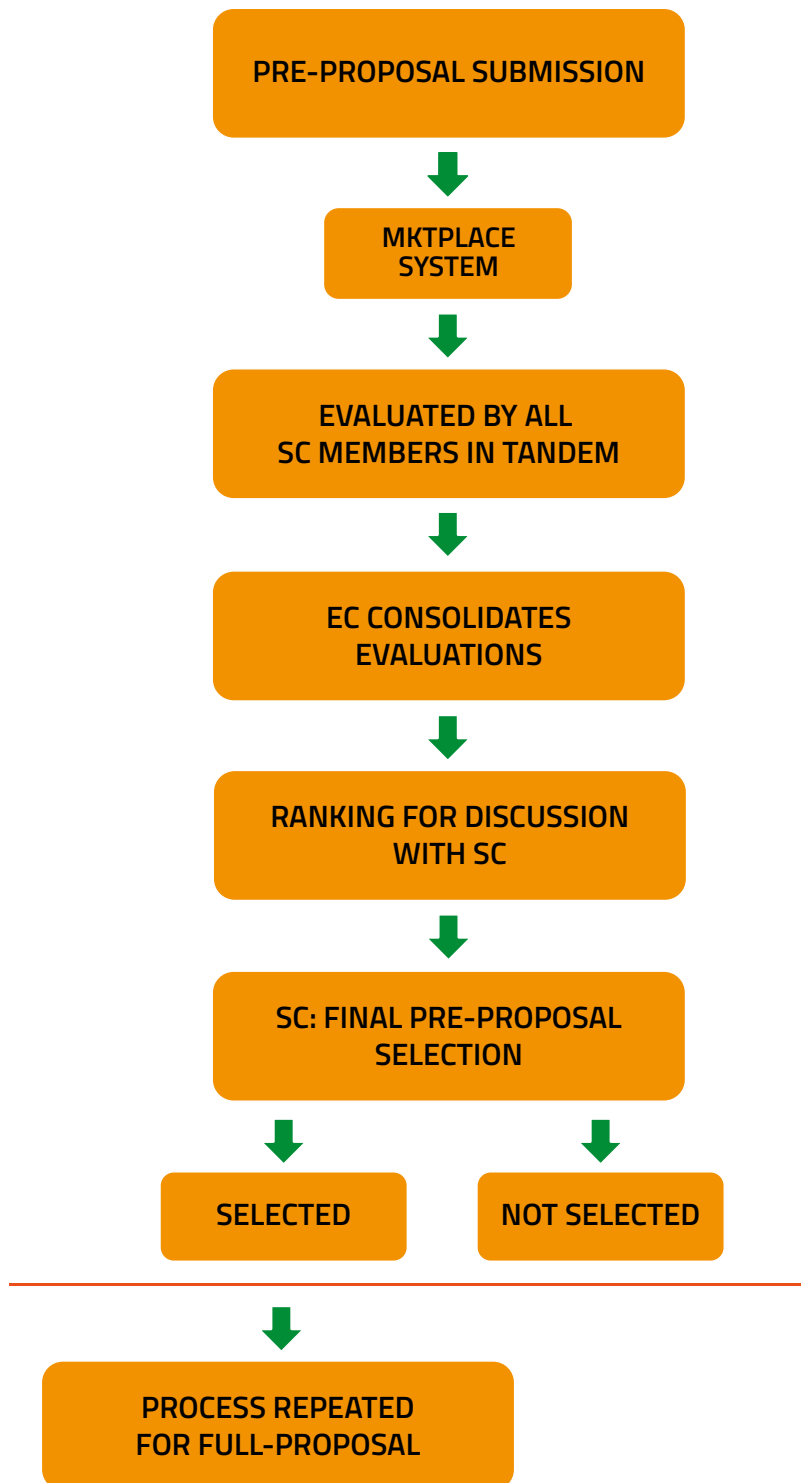 PRE-PROPOSAL SUBMISSION
MKTPLACE
SYSTEM
EVALUATED BY ALL
SC MEMBERS IN TANDEM
EC CONSOLIDATES
EVALUATIONS
RANKING FOR DISCUSSION
WITH SC
SC: FINAL PRE-PROPOSAL
SELECTION
SELECTED
NOT SELECTED
PROCESS REPEATED
FOR FULL-PROPOSAL